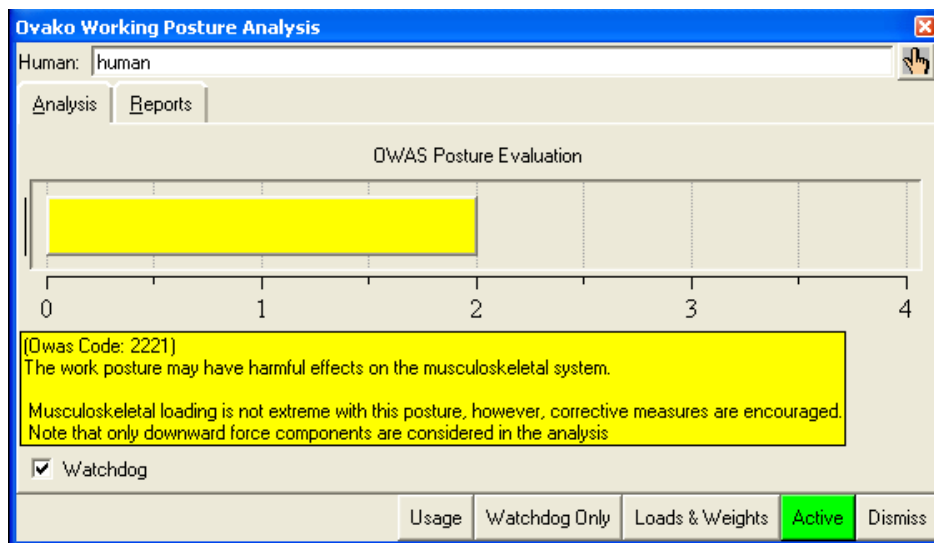 Ovako Working Posture Analysis
Human: human
Analysis Reports
OWAS Posture Evaluation
0 1 2 3 4
(Owas Code: 2221)
The work posture may have harmful effects on the musculoskeletal system.
Musculoskeletal loading is not extreme with this posture, however, corrective measures are encouraged.
Note that only downward force components are considered in the analysis
Watchdog
Usage Watchdog Only Loads & Weights Active Dismiss